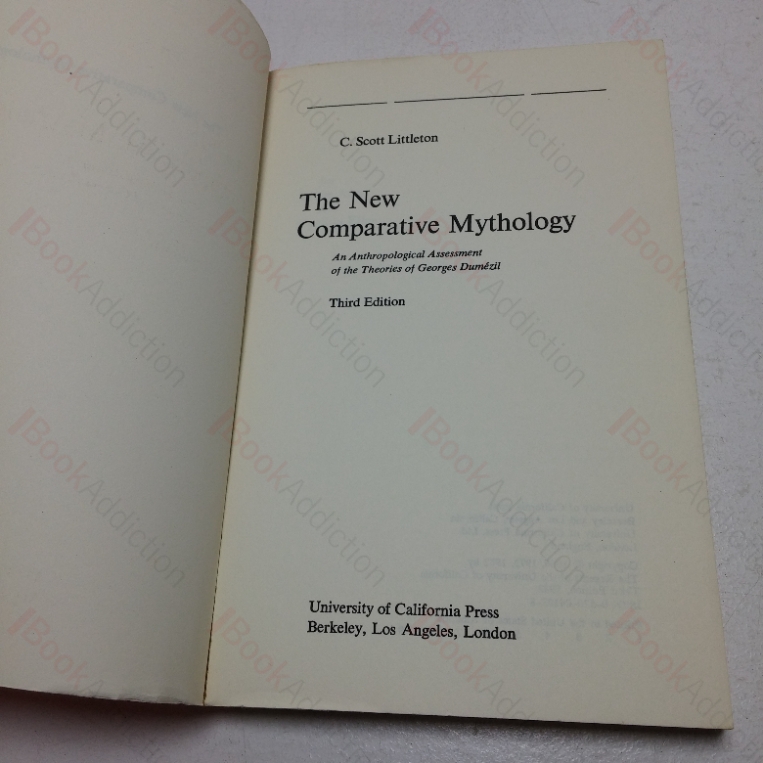 C. Scott Littleton
The New
Comparative Mythology
An Anthropological Assessment
of the Theories of Georges Dumézil
Third Edition
University of California Press
Berkeley, Los Angeles, London
BookAddiction